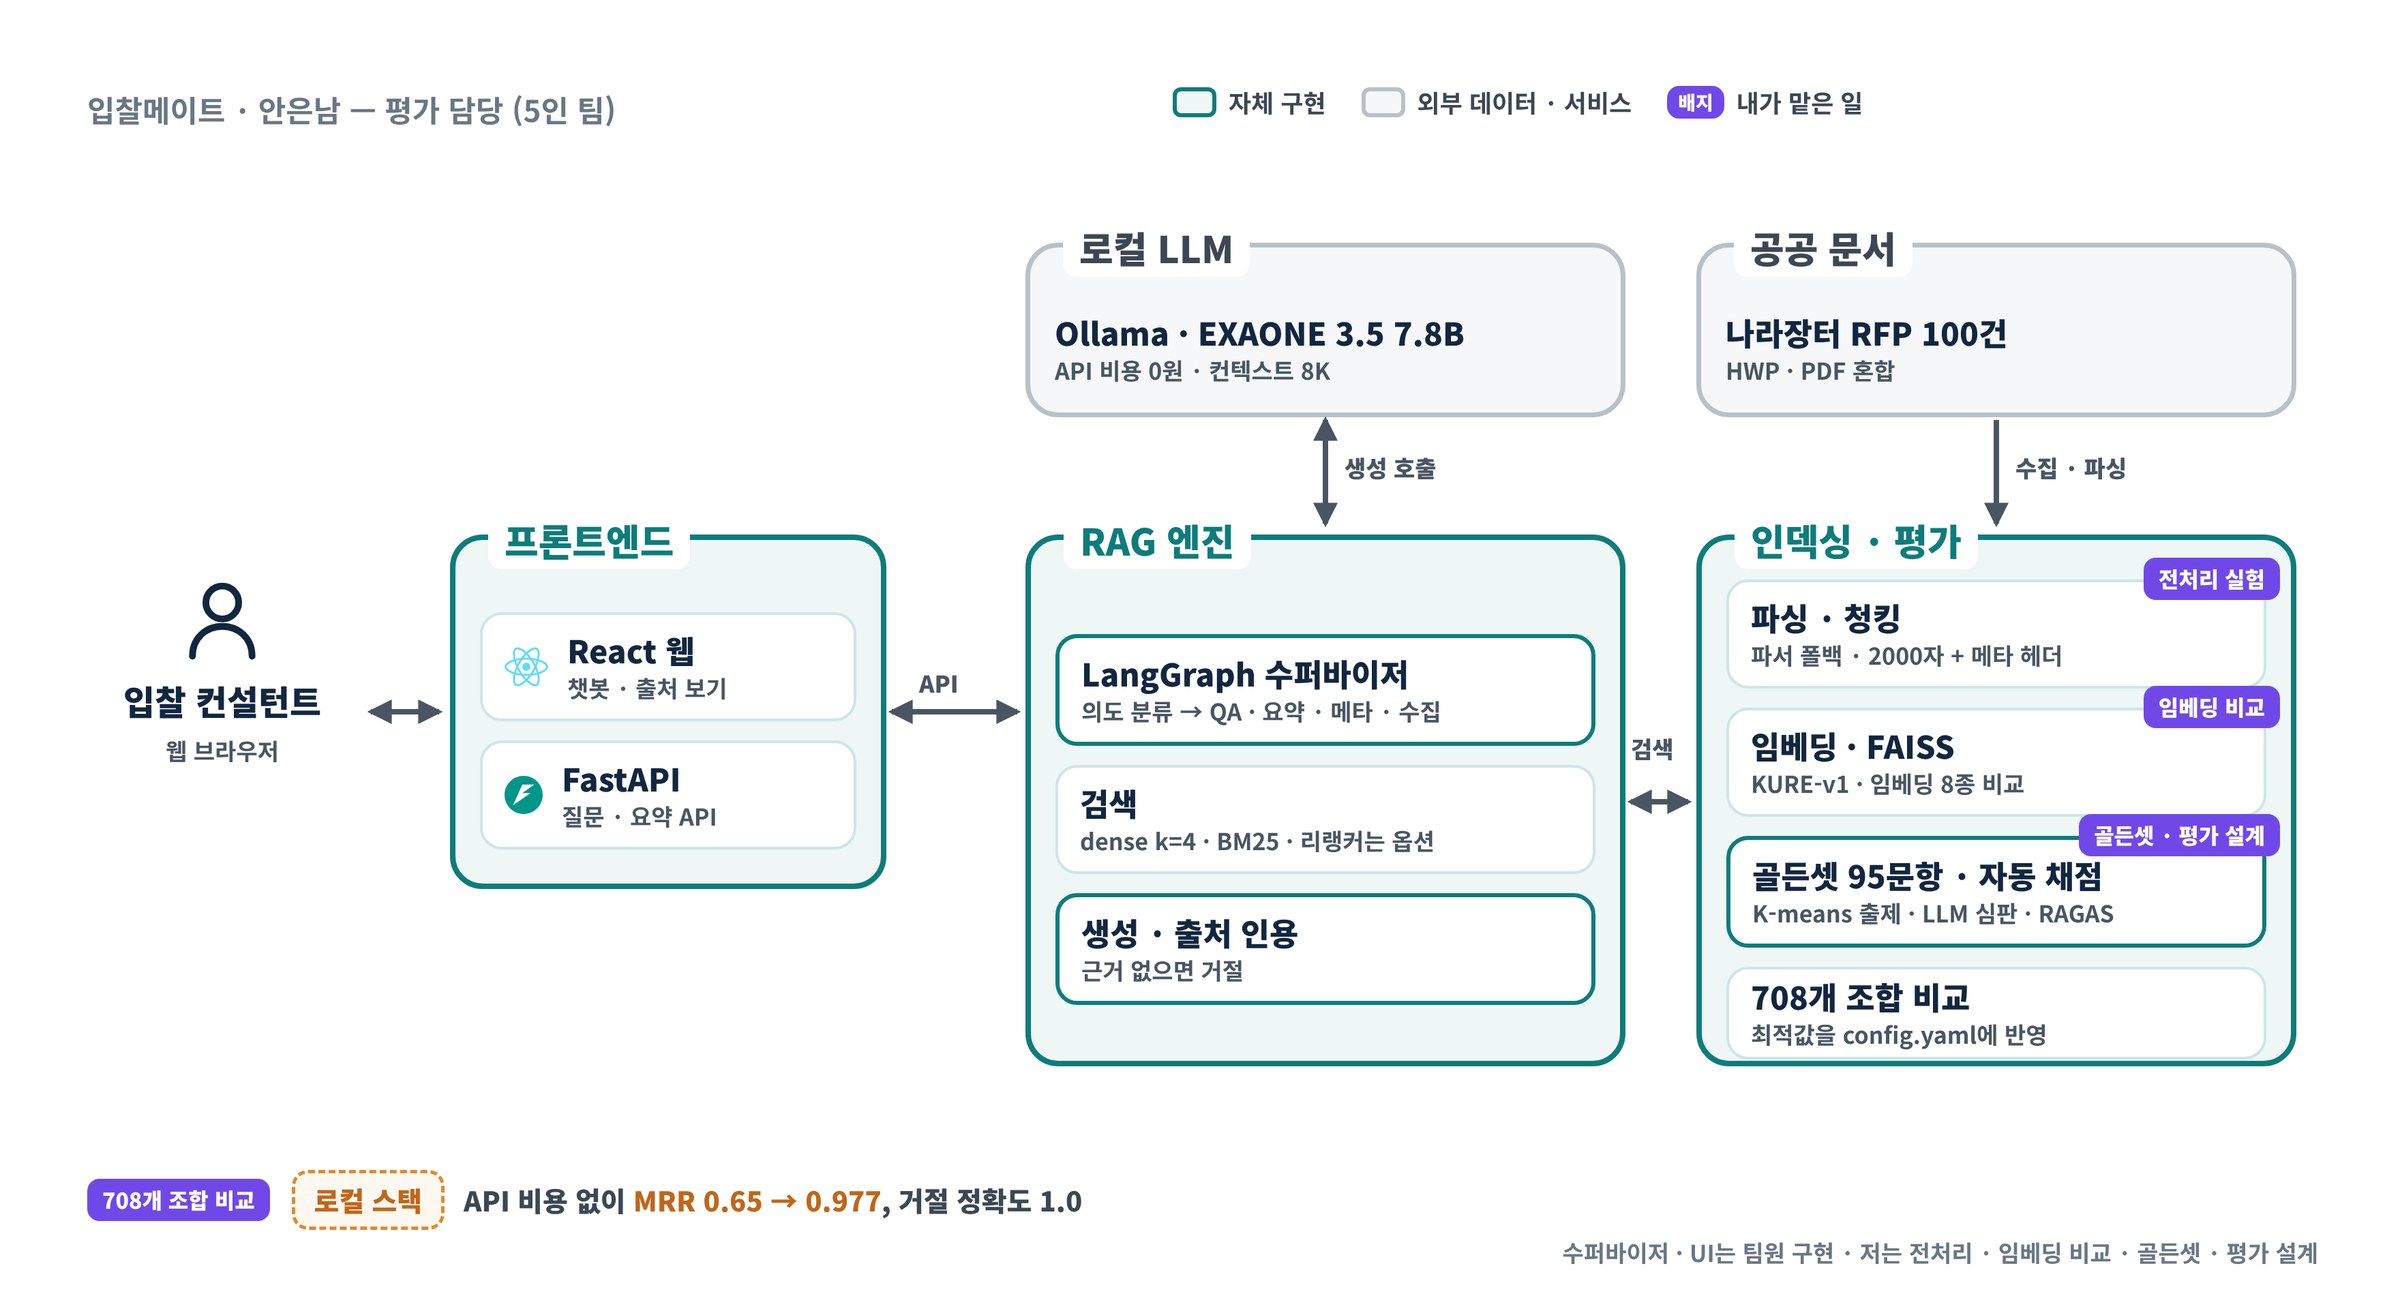 입찰메이트 · 안은남 — 평가 담당 (5인 팀)
자체 구현
외부 데이터 · 서비스
배지
내가 맡은 일
로컬 LLM
Ollama · EXAONE 3.5 7.8B
API 비용 0원 · 컨텍스트 8K
공공 문서
나라장터 RFP 100건
HWP · PDF 혼합
생성 호출
수집 · 파싱
입찰 컨설턴트
웹 브라우저
프론트엔드
React 웹
챗봇 · 출처 보기
FastAPI
질문 · 요약 API
API
RAG 엔진
LangGraph 수퍼바이저
의도 분류 → QA · 요약 · 메타 · 수집
검색
dense k=4 · BM25 · 리랭커는 옵션
생성 · 출처 인용
근거 없으면 거절
검색
인덱싱 · 평가
전처리 실험
파싱 · 청킹
파서 폴백 · 2000자 + 메타 헤더
임베딩 비교
임베딩 · FAISS
KURE-v1 · 임베딩 8종 비교
골든셋 · 평가 설계
골든셋 95문항 · 자동 채점
K-means 출제 · LLM 심판 · RAGAS
708개 조합 비교
최적값을 config.yaml에 반영
708개 조합 비교
로컬 스택
API 비용 없이 MRR 0.65 → 0.977, 거절 정확도 1.0
수퍼바이저 · UI는 팀원 구현 · 저는 전처리 · 임베딩 비교 · 골든셋 · 평가 설계